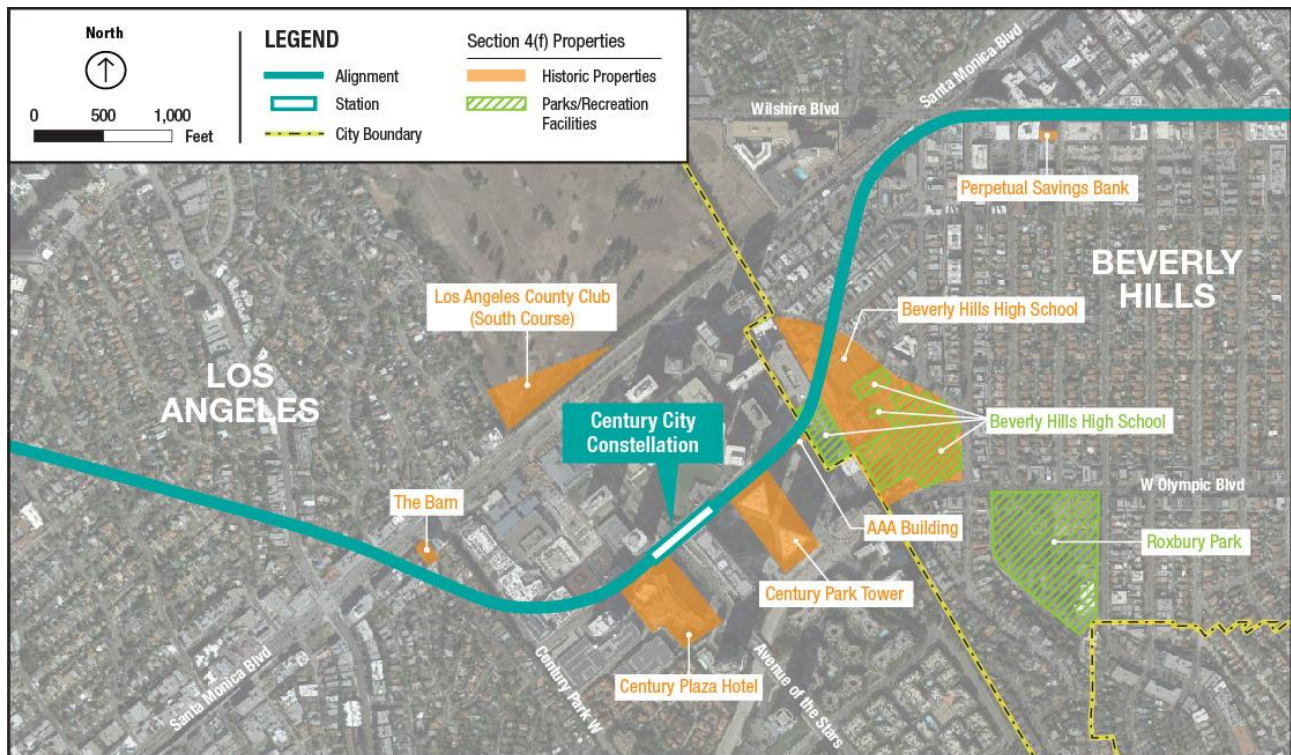 North
0 500 1,000
Feet
LEGEND
Alignment
Station
City Boundary
Section 4(f) Properties
Historic Properties
Parks/Recreation
Facilities
Santa Monica Blvd
Wilshire Blvd
Perpetual Savings Bank
BEVERLY
HILLS
Los Angeles County Club
(South Course)
Beverly Hills High School
LOS
ANGELES
Century City
Constellation
Beverly Hills High School
W Olympic Blvd
The Barn
AAA Building
Roxbury Park
Century Park Tower
Century Plaza Hotel
Santa Monica Blvd
Century Park W
Avenue of the Stars